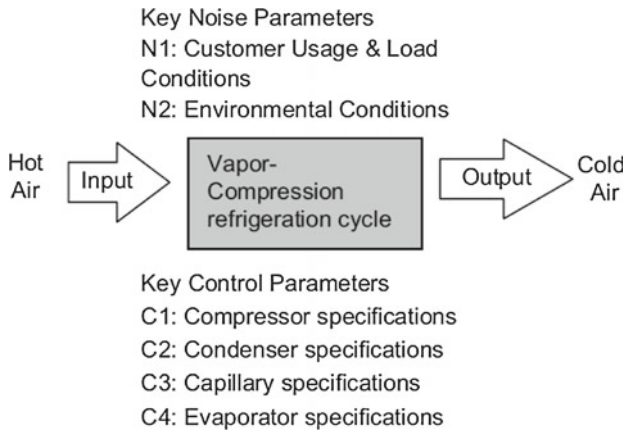 Key Noise Parameters
N1: Customer Usage & Load
Conditions
N2: Environmental Conditions
Hot
Air
Input
Vapor-
Compression
refrigeration cycle
Output
Cold
Air
Key Control Parameters
C1: Compressor specifications
C2: Condenser specifications
C3: Capillary specifications
C4: Evaporator specifications